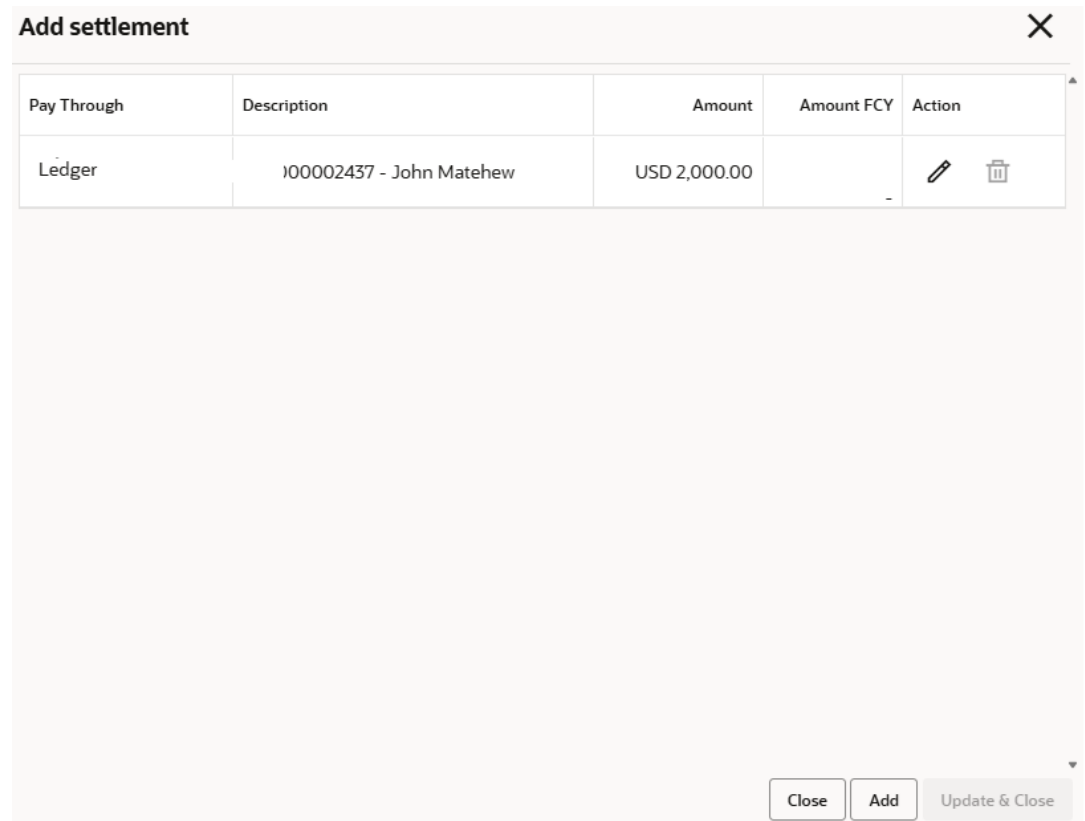 Add settlement
Pay Through Description Amount Amount FCY Action
Ledger 000002437 - John Matehew USD 2,000.00 -
Close Add Update & Close